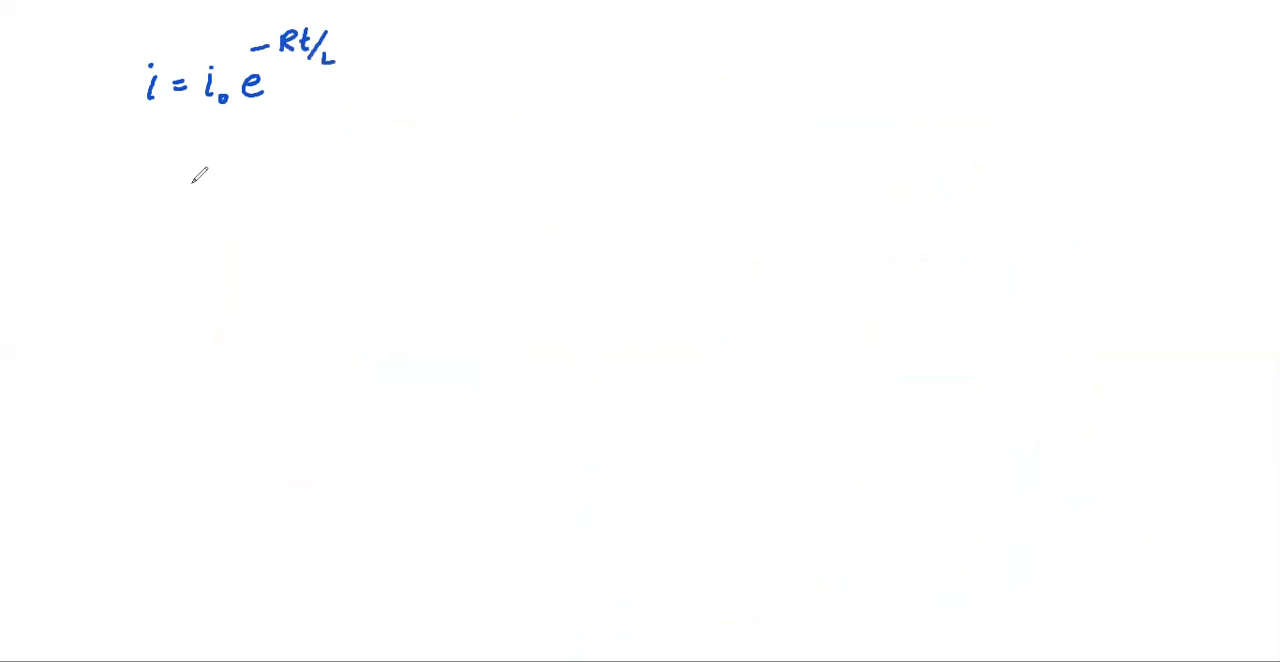 i = i₀ e^{-Rt/L}